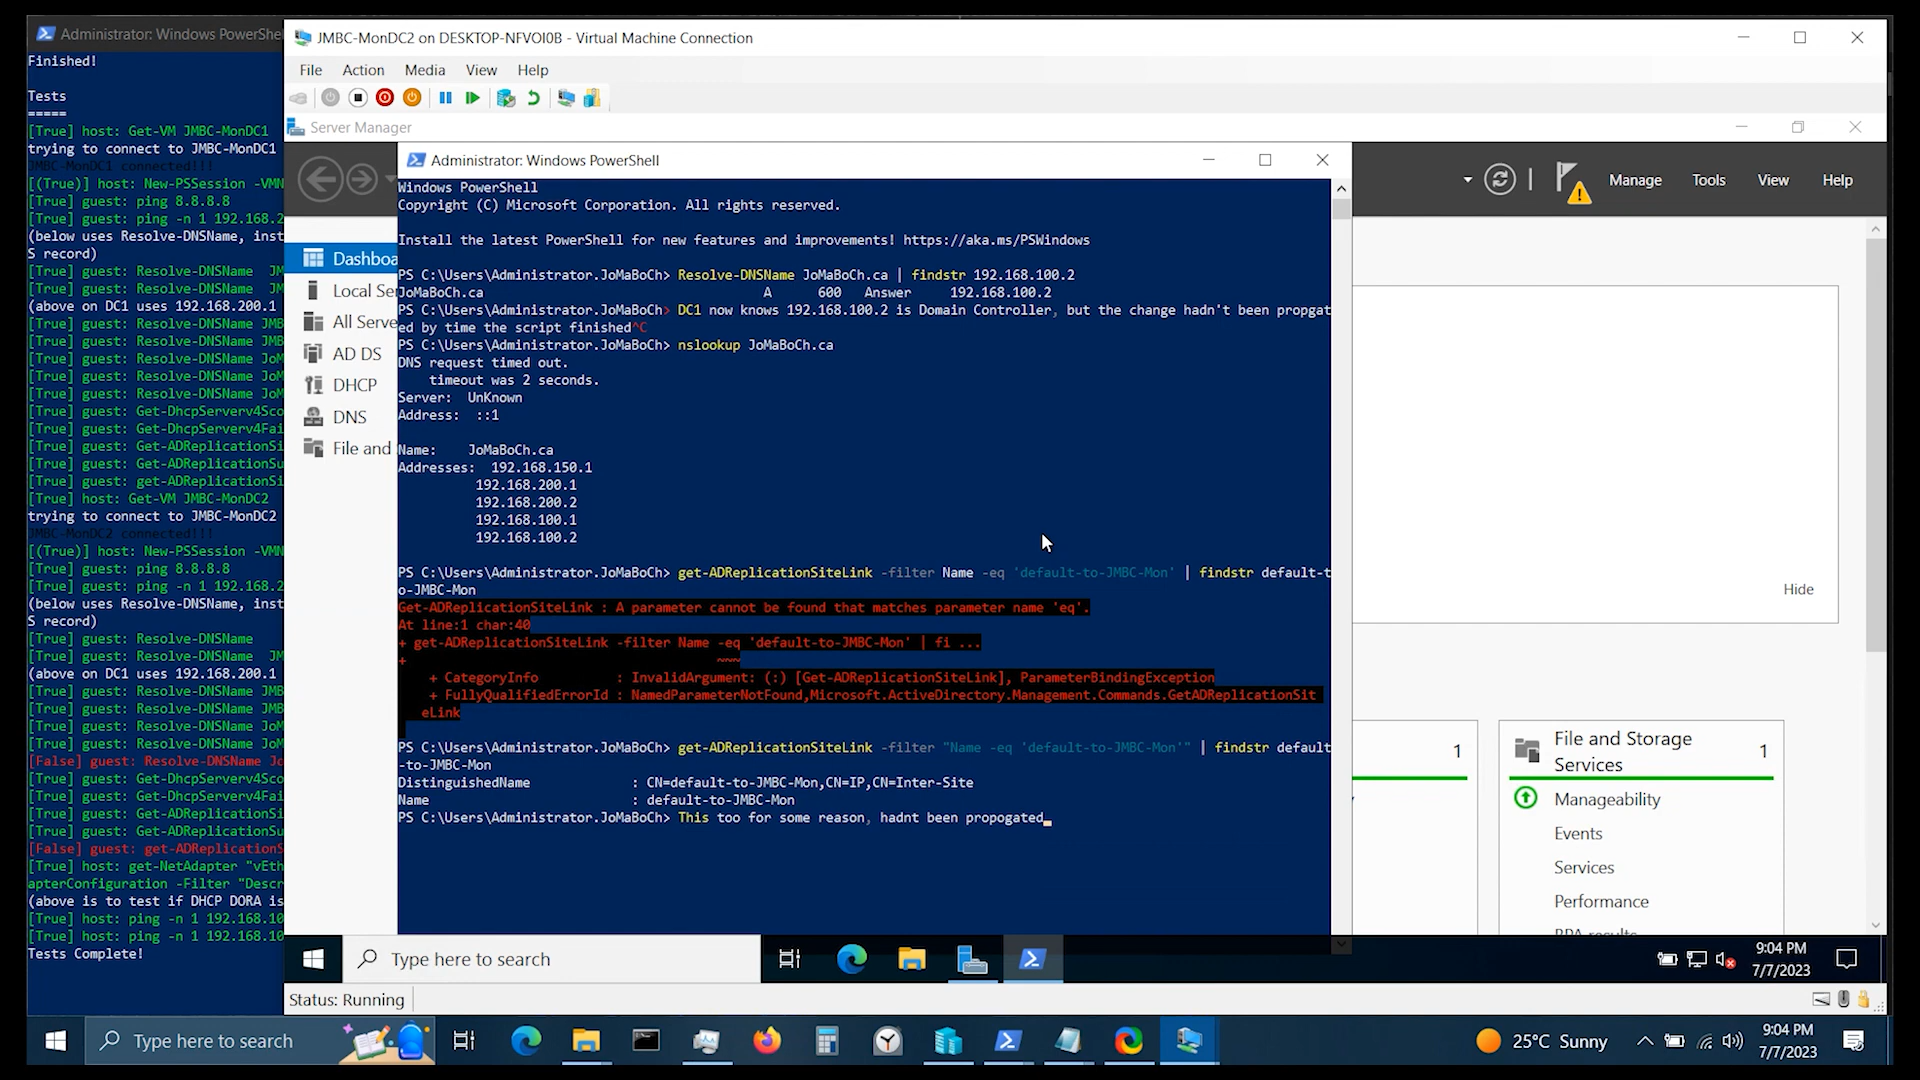 Administrator: Windows PowerShe
Finished!
Tests
=====
[True] host: Get-VM JMBC-MonDC1
trying to connect to JMBC-MonDC1
JMBC-MonDC1 connected!!!
[(True)] host: New-PSSession -VMN
[True] guest: ping 8.8.8.8
[True] guest: ping -n 1 192.168.2
(below uses Resolve-DNSName, inst
S record)
[True] guest: Resolve-DNSName  JM
[True] guest: Resolve-DNSName  JM
(above on DC1 uses 192.168.200.1
[True] guest: Resolve-DNSName JMB
[True] guest: Resolve-DNSName JMB
[True] guest: Resolve-DNSName JoM
[True] guest: Resolve-DNSName JoM
[True] guest: Get-DhcpServerv4Sco
[True] guest: Get-DhcpServerv4Fai
[True] guest: Get-ADReplicationSi
[True] guest: Get-ADReplicationSu
[True] guest: get-ADReplicationSi
[True] host: Get-VM JMBC-MonDC2
trying to connect to JMBC-MonDC2
JMBC-MonDC2 connected!!!
[(True)] host: New-PSSession -VMN
[True] guest: ping 8.8.8.8
[True] guest: ping -n 1 192.168.2
(below uses Resolve-DNSName, inst
S record)
[True] guest: Resolve-DNSName
[True] guest: Resolve-DNSName  JM
(above on DC1 uses 192.168.200.1
[True] guest: Resolve-DNSName JMB
[True] guest: Resolve-DNSName JMB
[True] guest: Resolve-DNSName JoM
[True] guest: Resolve-DNSName JoM
[False] guest: Resolve-DNSName Jo
[True] guest: Get-DhcpServerv4Sco
[True] guest: Get-DhcpServerv4Fai
[True] guest: Get-ADReplicationSi
[True] guest: Get-ADReplicationSu
[False] guest: get-ADReplicationS
[True] host: get-NetAdapter "vEth
apterConfiguration -Filter "Descr
(above is to test if DHCP DORA is
[True] host: ping -n 1 192.168.10
[True] host: ping -n 1 192.168.10
Tests Complete!
JMBC-MonDC2 on DESKTOP-NFVOI0B - Virtual Machine Connection
File Action Media View Help
Server Manager
Manage Tools View Help
Dashboa
Local Se
All Serve
AD DS
DHCP
DNS
File and
Administrator: Windows PowerShell
Windows PowerShell
Copyright (C) Microsoft Corporation. All rights reserved.
Install the latest PowerShell for new features and improvements! https://aka.ms/PSWindows
PS C:\Users\Administrator.JoMaBoCh> Resolve-DNSName JoMaBoCh.ca | findstr 192.168.100.2
JoMaBoCh.ca A 600 Answer 192.168.100.2
PS C:\Users\Administrator.JoMaBoCh> DC1 now knows 192.168.100.2 is Domain Controller, but the change hadn't been propgat
ed by time the script finished^C
PS C:\Users\Administrator.JoMaBoCh> nslookup JoMaBoCh.ca
DNS request timed out.
timeout was 2 seconds.
Server: UnKnown
Address: ::1
Name: JoMaBoCh.ca
Addresses: 192.168.150.1
192.168.200.1
192.168.200.2
192.168.100.1
192.168.100.2
PS C:\Users\Administrator.JoMaBoCh> get-ADReplicationSiteLink -filter Name -eq 'default-to-JMBC-Mon' | findstr default-t
o-JMBC-Mon
Get-ADReplicationSiteLink : A parameter cannot be found that matches parameter name 'eq'.
At line:1 char:40
+ get-ADReplicationSiteLink -filter Name -eq 'default-to-JMBC-Mon' | fi ...
+ ~~~
+ CategoryInfo : InvalidArgument: (:) [Get-ADReplicationSiteLink], ParameterBindingException
+ FullyQualifiedErrorId : NamedParameterNotFound,Microsoft.ActiveDirectory.Management.Commands.GetADReplicationSit
eLink
PS C:\Users\Administrator.JoMaBoCh> get-ADReplicationSiteLink -filter "Name -eq 'default-to-JMBC-Mon'" | findstr default
-to-JMBC-Mon
DistinguishedName : CN=default-to-JMBC-Mon,CN=IP,CN=Inter-Site
Name : default-to-JMBC-Mon
PS C:\Users\Administrator.JoMaBoCh> This too for some reason, hadnt been propogated_
Hide
1
File and Storage
Services
1
Manageability
Events
Services
Performance
BPA results
Type here to search
9:04 PM
7/7/2023
Status: Running
Type here to search
25°C Sunny
9:04 PM
7/7/2023